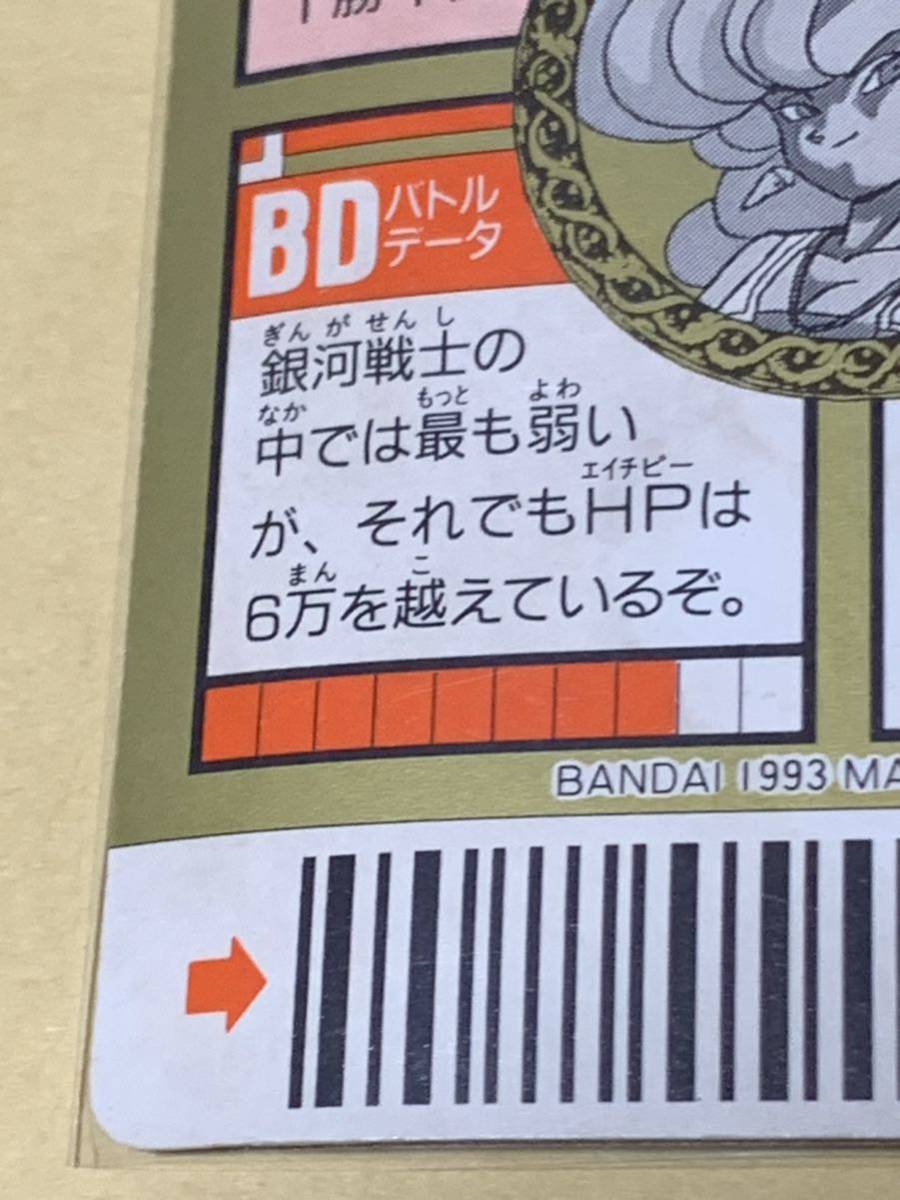 BD バトル
データ
ぎんがせんし
銀河戦士の
なか もっと よわ
中では最も弱い
エイチピー
が、それでもHPは
まん こ
6万を越えているぞ。
BANDAI 1993 MA